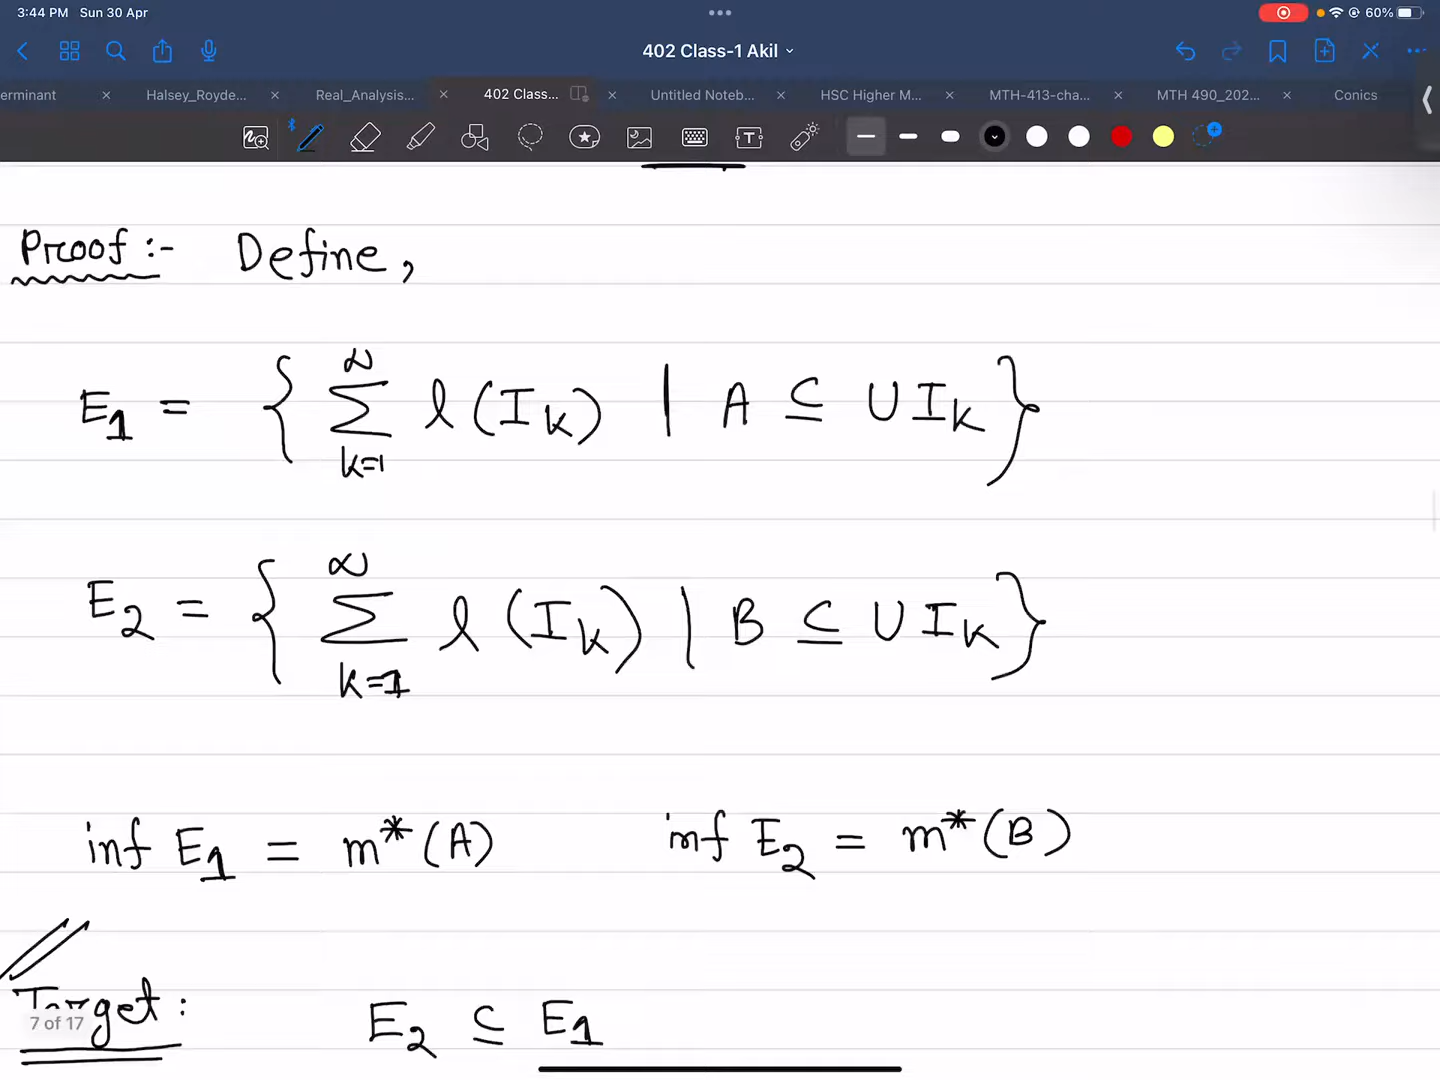 3:44 PM Sun 30 Apr 60%
402 Class-1 Akil
erminant Halsey_Royde... Real_Analysis... 402 Class... Untitled Noteb... HSC Higher M... MTH-413-cha... MTH 490_202... Conics
Proof :- Define,
E₁ = { ∑_{k=1}^{∞} l(I_k) | A ⊆ ∪ I_k }
E₂ = { ∑_{k=1}^{∞} l(I_k) | B ⊆ ∪ I_k }
inf E₁ = m*(A) inf E₂ = m*(B)
Target: E₂ ⊆ E₁
7 of 17